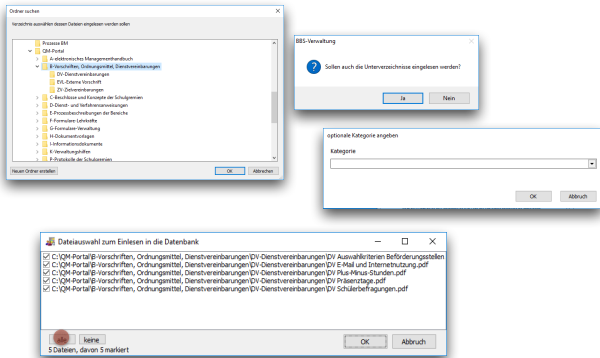 Ordner suchen
Verzeichnis auswählen dessen Dateien eingelesen werden sollen
Prozesse BM
QM-Portal
A-elektronisches Managementhandbuch
B-Vorschriften, Ordnungsmittel, Dienstvereinbarungen
DV-Dienstvereinbarungen
EVL-Externe Vorschrift
ZV-Zielvereinbarungen
C-Beschlüsse und Konzepte der Schulgremien
D-Dienst- und Verfahrensanweisungen
E-Prozessbeschreibungen der Bereiche
F-Formulare Lehrkräfte
G-Formulare-Verwaltung
H-Dokumentvorlagen
I-Informationsdokumente
K-Verwaltungshilfen
P-Protokolle der Schulgremien
Neuen Ordner erstellen
OK
Abbrechen
BBS-Verwaltung
Sollen auch die Unterverzeichnisse eingelesen werden?
Ja
Nein
optionale Kategorie angeben
Kategorie
OK
Abbruch
Dateiauswahl zum Einlesen in die Datenbank
C:\QM-Portal\B-Vorschriften, Ordnungsmittel, Dienstvereinbarungen\DV-Dienstvereinbarungen\DV Auswahlkriterien Beförderungsstellen
C:\QM-Portal\B-Vorschriften, Ordnungsmittel, Dienstvereinbarungen\DV-Dienstvereinbarungen\DV E-Mail und Internetnutzung.pdf
C:\QM-Portal\B-Vorschriften, Ordnungsmittel, Dienstvereinbarungen\DV-Dienstvereinbarungen\DV Plus-Minus-Stunden.pdf
C:\QM-Portal\B-Vorschriften, Ordnungsmittel, Dienstvereinbarungen\DV-Dienstvereinbarungen\DV Präsenztage.pdf
C:\QM-Portal\B-Vorschriften, Ordnungsmittel, Dienstvereinbarungen\DV-Dienstvereinbarungen\DV Schülerbefragungen.pdf
alle
keine
OK
Abbruch
5 Dateien, davon 5 markiert